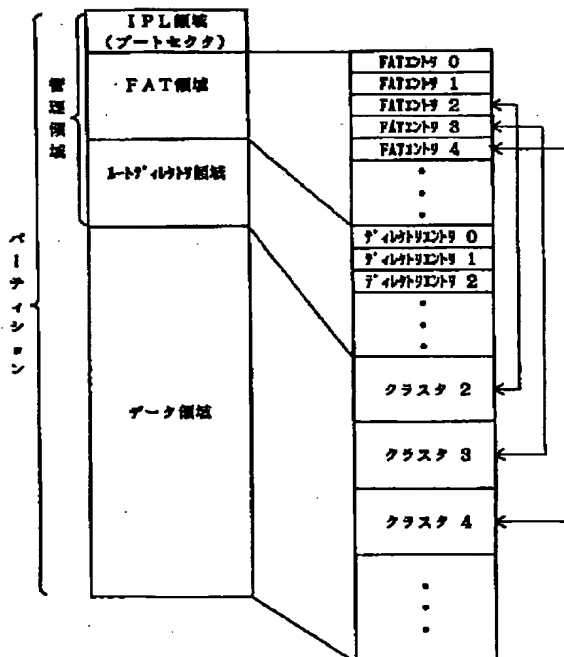 IPL領域
(ブートセクタ)
FAT領域
ルートディレクトリ領域
データ領域
管理領域
パーティション
FATエントリ 0
FATエントリ 1
FATエントリ 2
FATエントリ 3
FATエントリ 4
ディレクトリエントリ 0
ディレクトリエントリ 1
ディレクトリエントリ 2
クラスタ 2
クラスタ 3
クラスタ 4